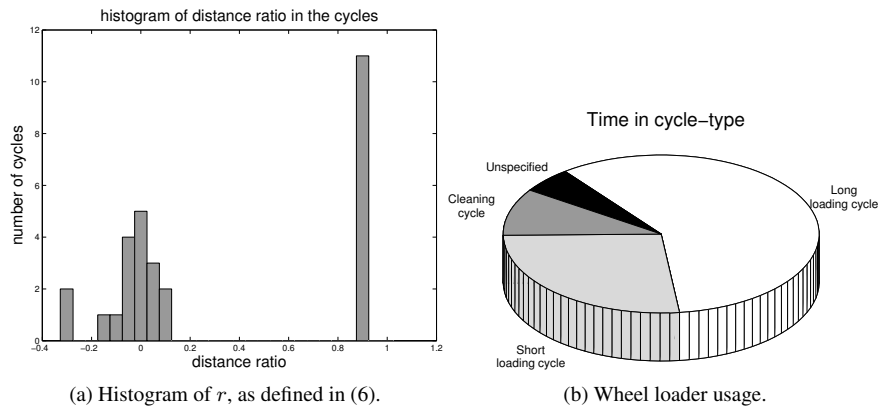 histogram of distance ratio in the cycles
12
10
8
6
4
2
0
−0.4
−0.2
0
0.2
0.4
0.6
0.8
1
1.2
number of cycles
distance ratio
(a) Histogram of r, as defined in (6).
Time in cycle−type
Unspecified
Cleaning
cycle
Long
loading cycle
Short
loading cycle
(b) Wheel loader usage.